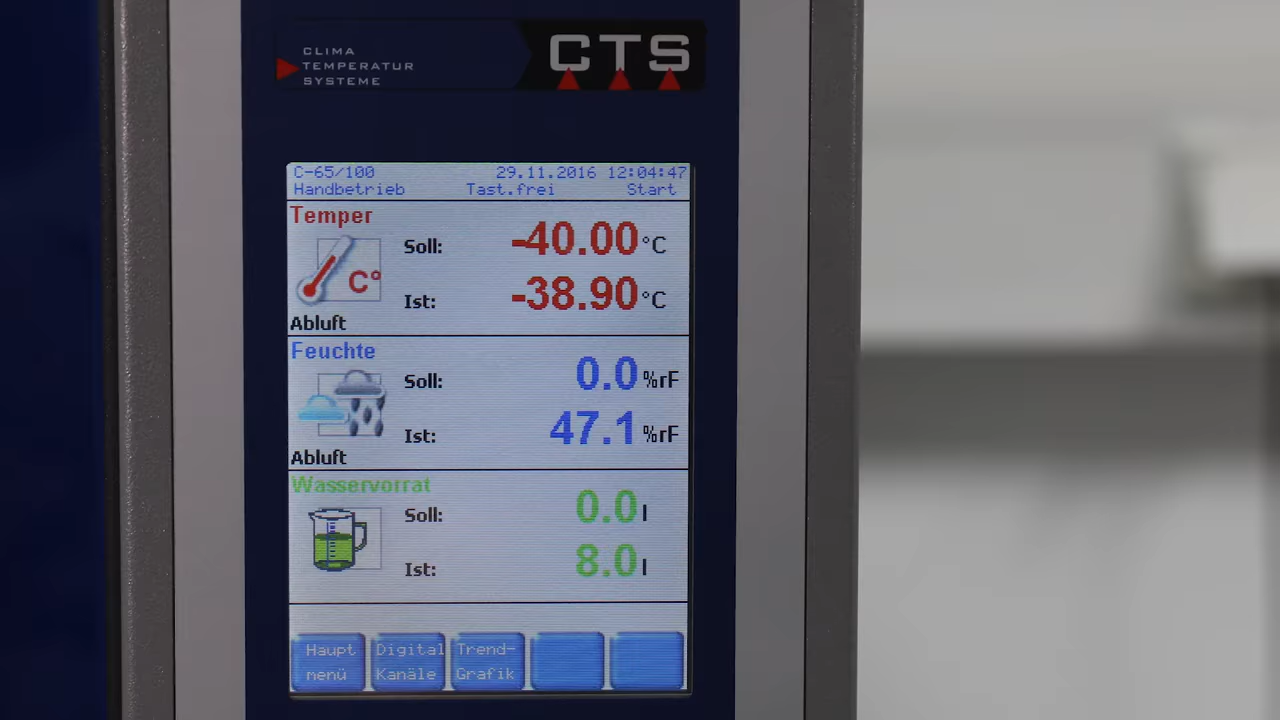 CLIMA
TEMPERATUR
SYSTEME
CTS
C-65/100 29.11.2016 12:04:47
Handbetrieb Tast.frei Start
Temper
C°
Soll: -40.00 °C
Ist: -38.90 °C
Abluft
Feuchte
Soll: 0.0 %rF
Ist: 47.1 %rF
Abluft
Wasservorrat
Soll: 0.0 l
Ist: 8.0 l
Haupt Digital Trend-
menü Kanäle Grafik